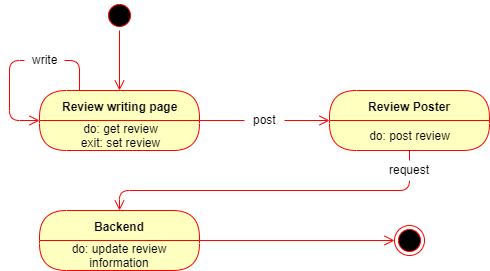 write
Review writing page
do: get review
exit: set review
post
Review Poster
do: post review
request
Backend
do: update review
information